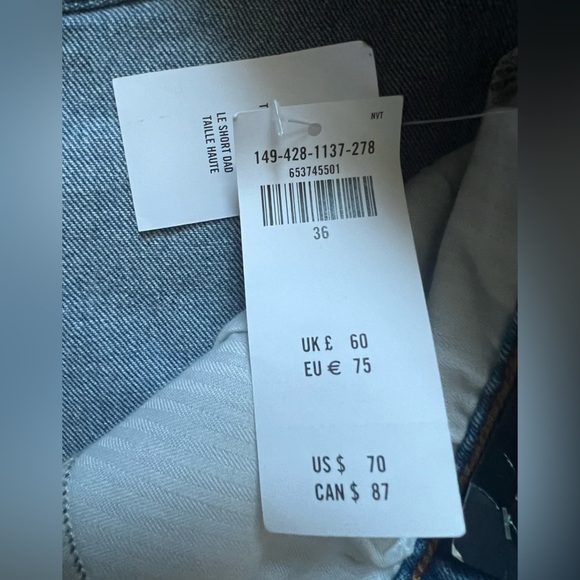 LE SHORT DAD
TAILLE HAUTE
NVT
149-428-1137-278
653745501
36
UK £ 60
EU € 75
US $ 70
CAN $ 87